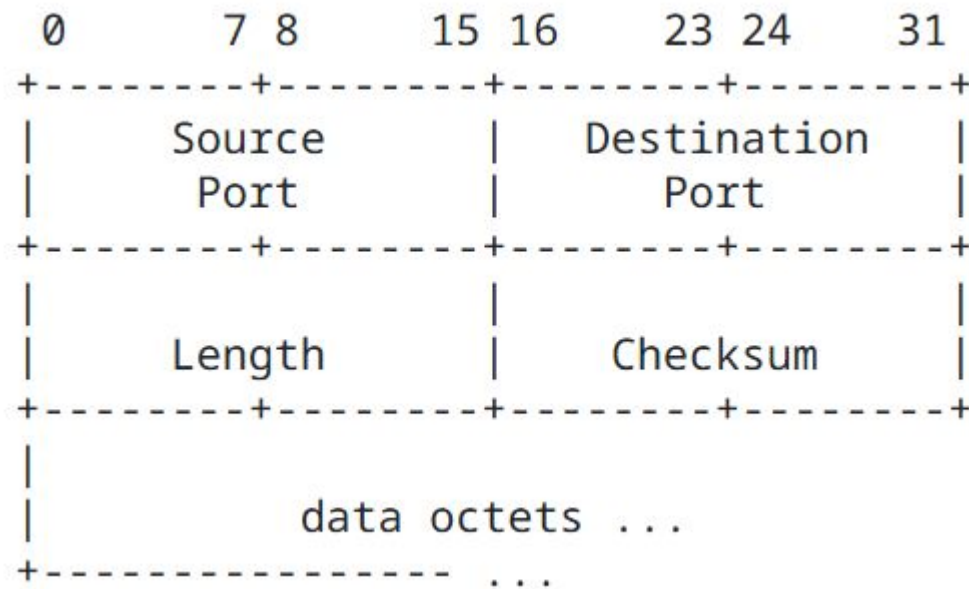 0      7 8     15 16    23 24    31
+--------+--------+--------+--------+
|     Source      |   Destination   |
|      Port       |      Port       |
+--------+--------+--------+--------+
|                 |                 |
|     Length      |    Checksum     |
+--------+--------+--------+--------+
|
|          data octets ...
+---------------- ...